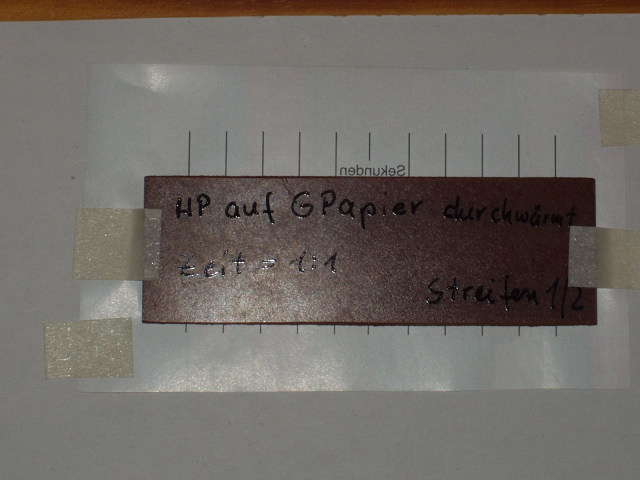 Sekunden
HP auf GPapier durchwärmt
Zeit = 1:1
Streifen 1/2